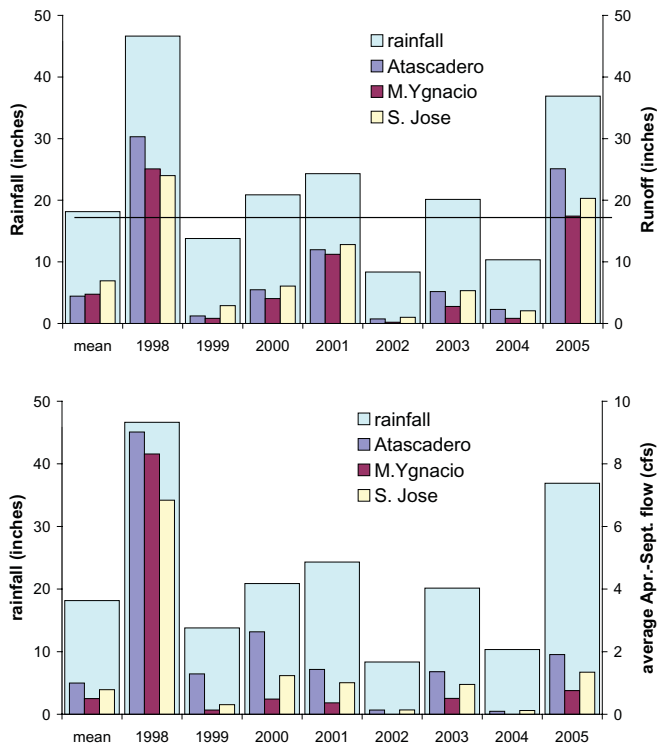 50
40
30
20
10
0
Rainfall (inches)
rainfall
Atascadero
M.Ygnacio
S. Jose
50
40
30
20
10
0
Runoff (inches)
mean 1998 1999 2000 2001 2002 2003 2004 2005
50
40
30
20
10
0
rainfall (inches)
rainfall
Atascadero
M.Ygnacio
S. Jose
10
8
6
4
2
0
average Apr.-Sept. flow (cfs)
mean 1998 1999 2000 2001 2002 2003 2004 2005